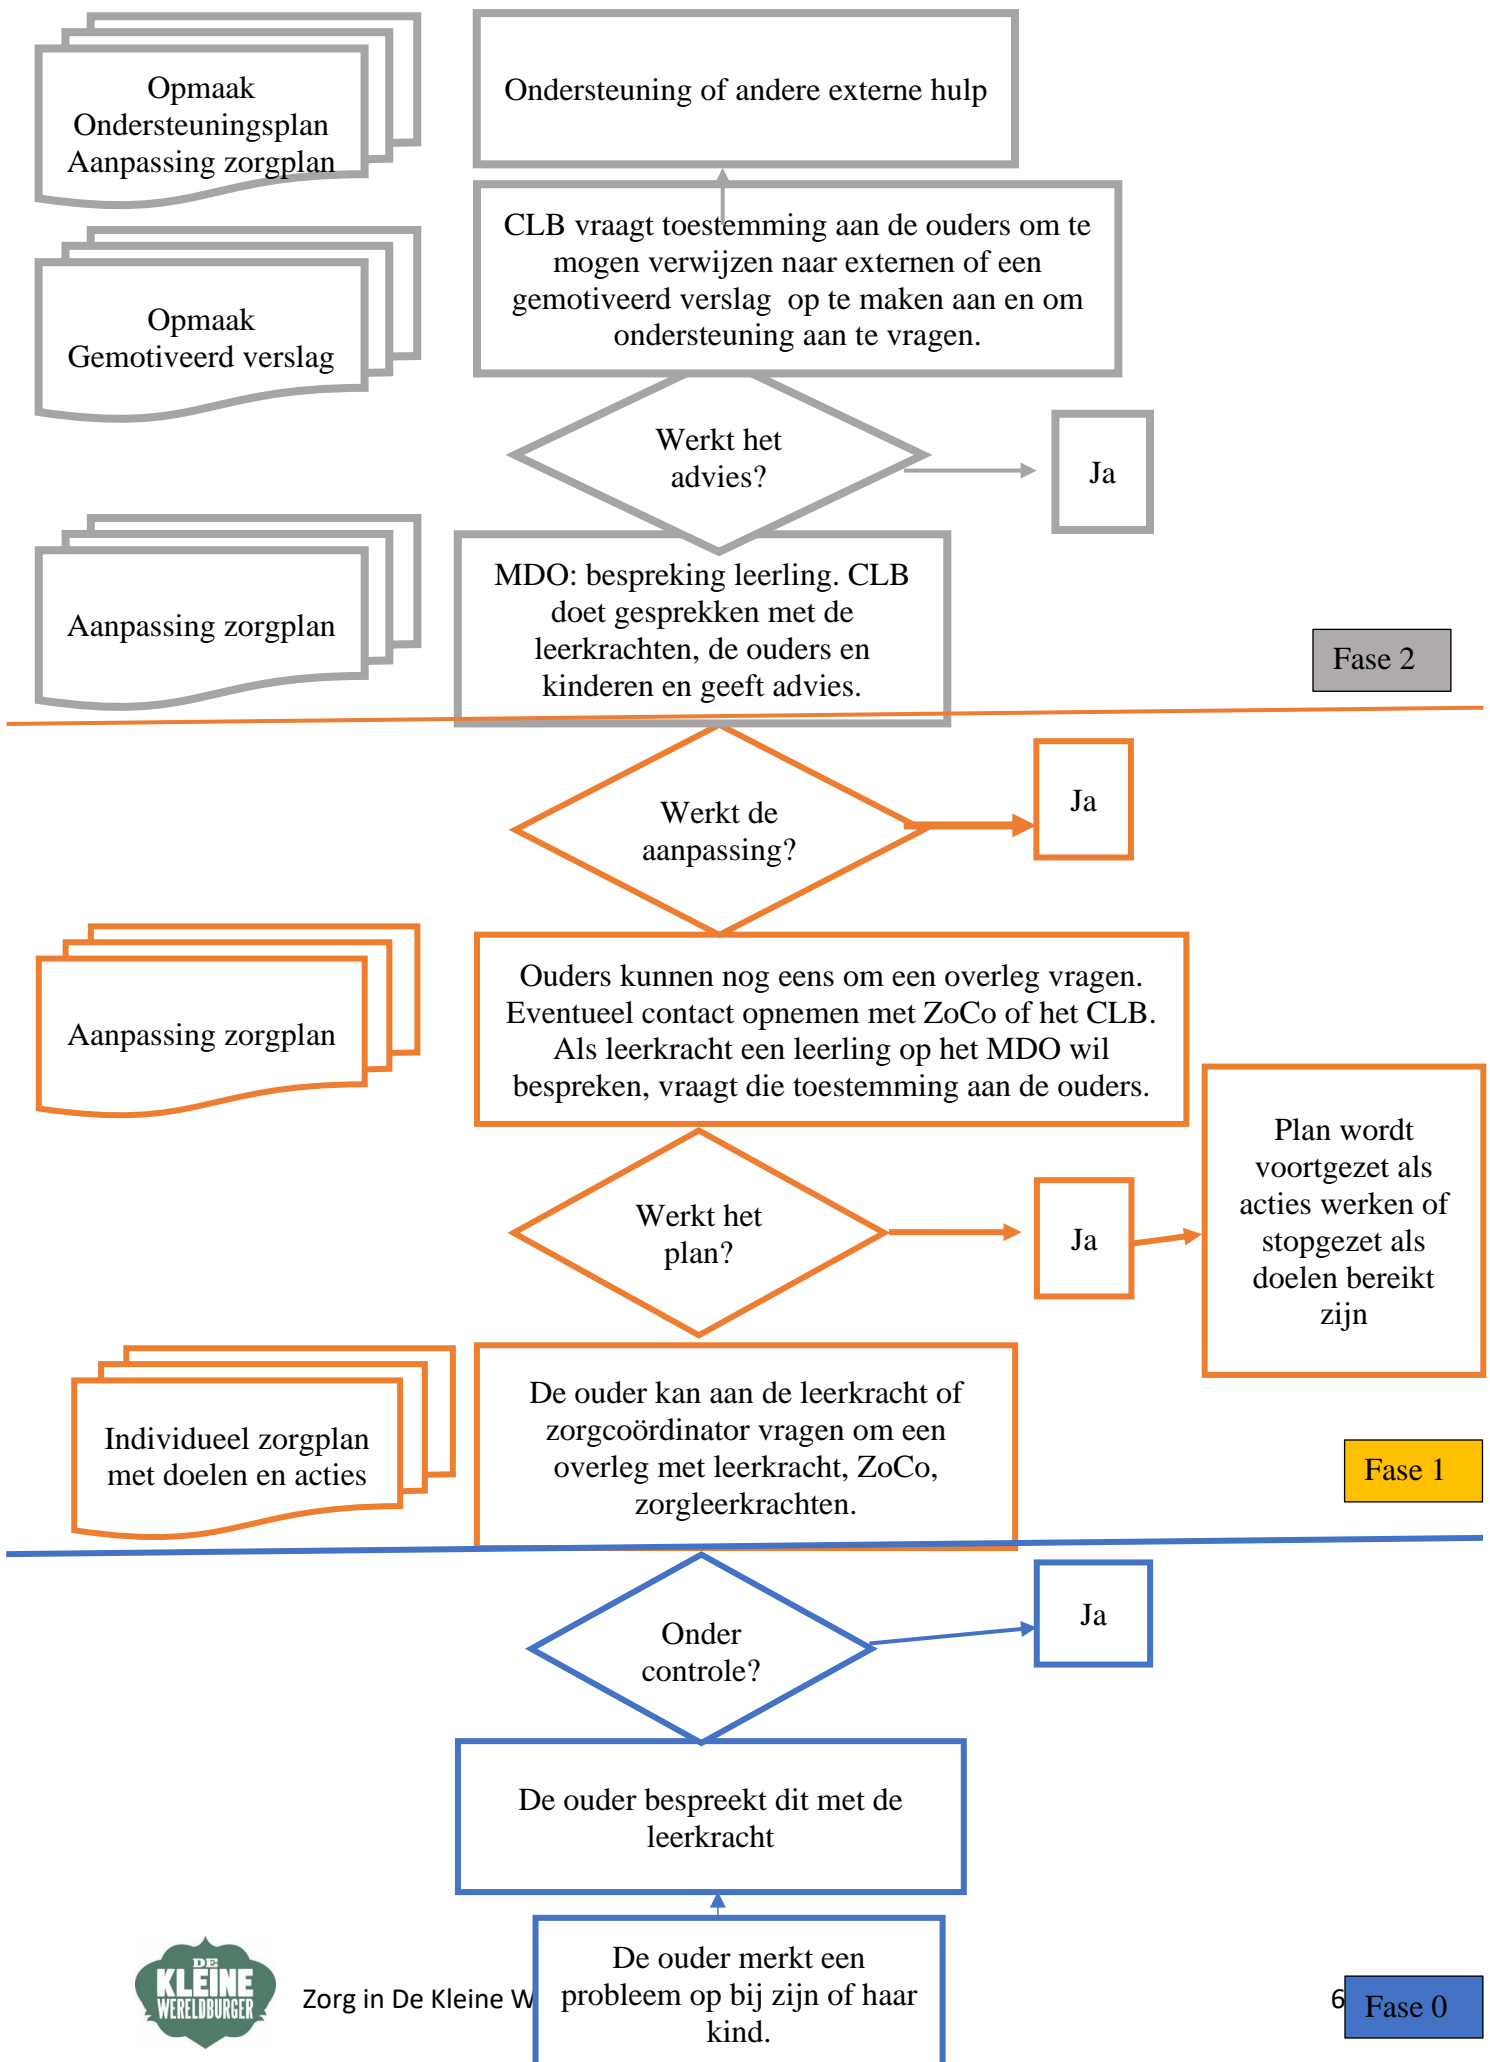 Opmaak
Ondersteuningsplan
Aanpassing zorgplan
Ondersteuning of andere externe hulp
CLB vraagt toestemming aan de ouders om te
mogen verwijzen naar externen of een
gemotiveerd verslag  op te maken aan en om
ondersteuning aan te vragen.
Opmaak
Gemotiveerd verslag
Werkt het
advies?
Ja
Aanpassing zorgplan
MDO: bespreking leerling. CLB
doet gesprekken met de
leerkrachten, de ouders en
kinderen en geeft advies.
Fase 2
Werkt de
aanpassing?
Ja
Aanpassing zorgplan
Ouders kunnen nog eens om een overleg vragen.
Eventueel contact opnemen met ZoCo of het CLB.
Als leerkracht een leerling op het MDO wil
bespreken, vraagt die toestemming aan de ouders.
Werkt het
plan?
Ja
Plan wordt
voortgezet als
acties werken of
stopgezet als
doelen bereikt
zijn
Individueel zorgplan
met doelen en acties
De ouder kan aan de leerkracht of
zorgcoördinator vragen om een
overleg met leerkracht, ZoCo,
zorgleerkrachten.
Fase 1
Onder
controle?
Ja
De ouder bespreekt dit met de
leerkracht
De ouder merkt een
probleem op bij zijn of haar
kind.
DE
KLEINE
WERELDBURGER
Zorg in De Kleine W
6
Fase 0